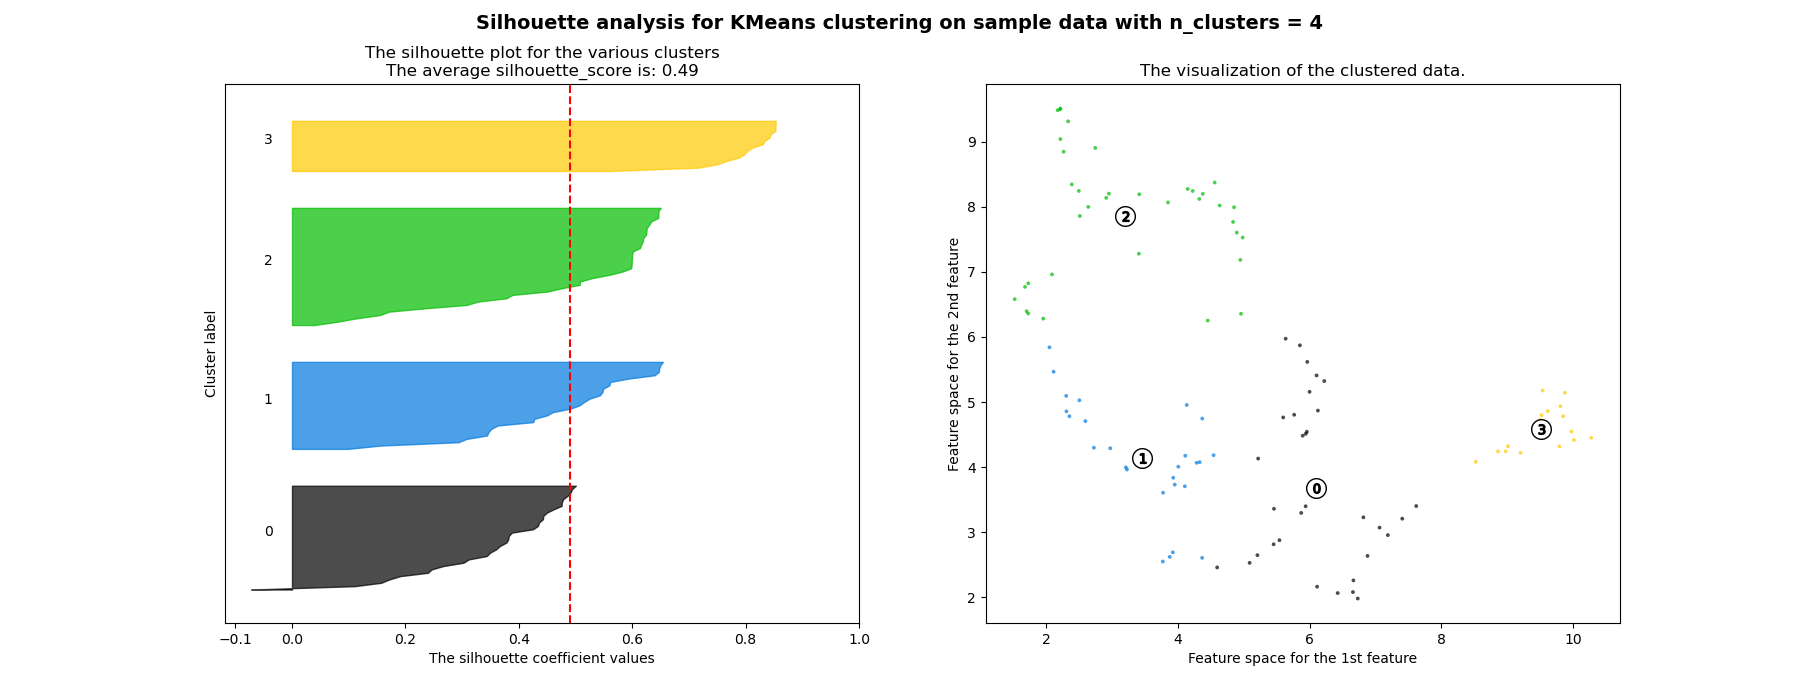 Silhouette analysis for KMeans clustering on sample data with n_clusters = 4
The silhouette plot for the various clusters
The average silhouette_score is: 0.49
Cluster label
3
2
1
0
−0.1 0.0 0.2 0.4 0.6 0.8 1.0
The silhouette coefficient values
The visualization of the clustered data.
Feature space for the 2nd feature
9
8
7
6
5
4
3
2
2
3
1
0
2 4 6 8 10
Feature space for the 1st feature